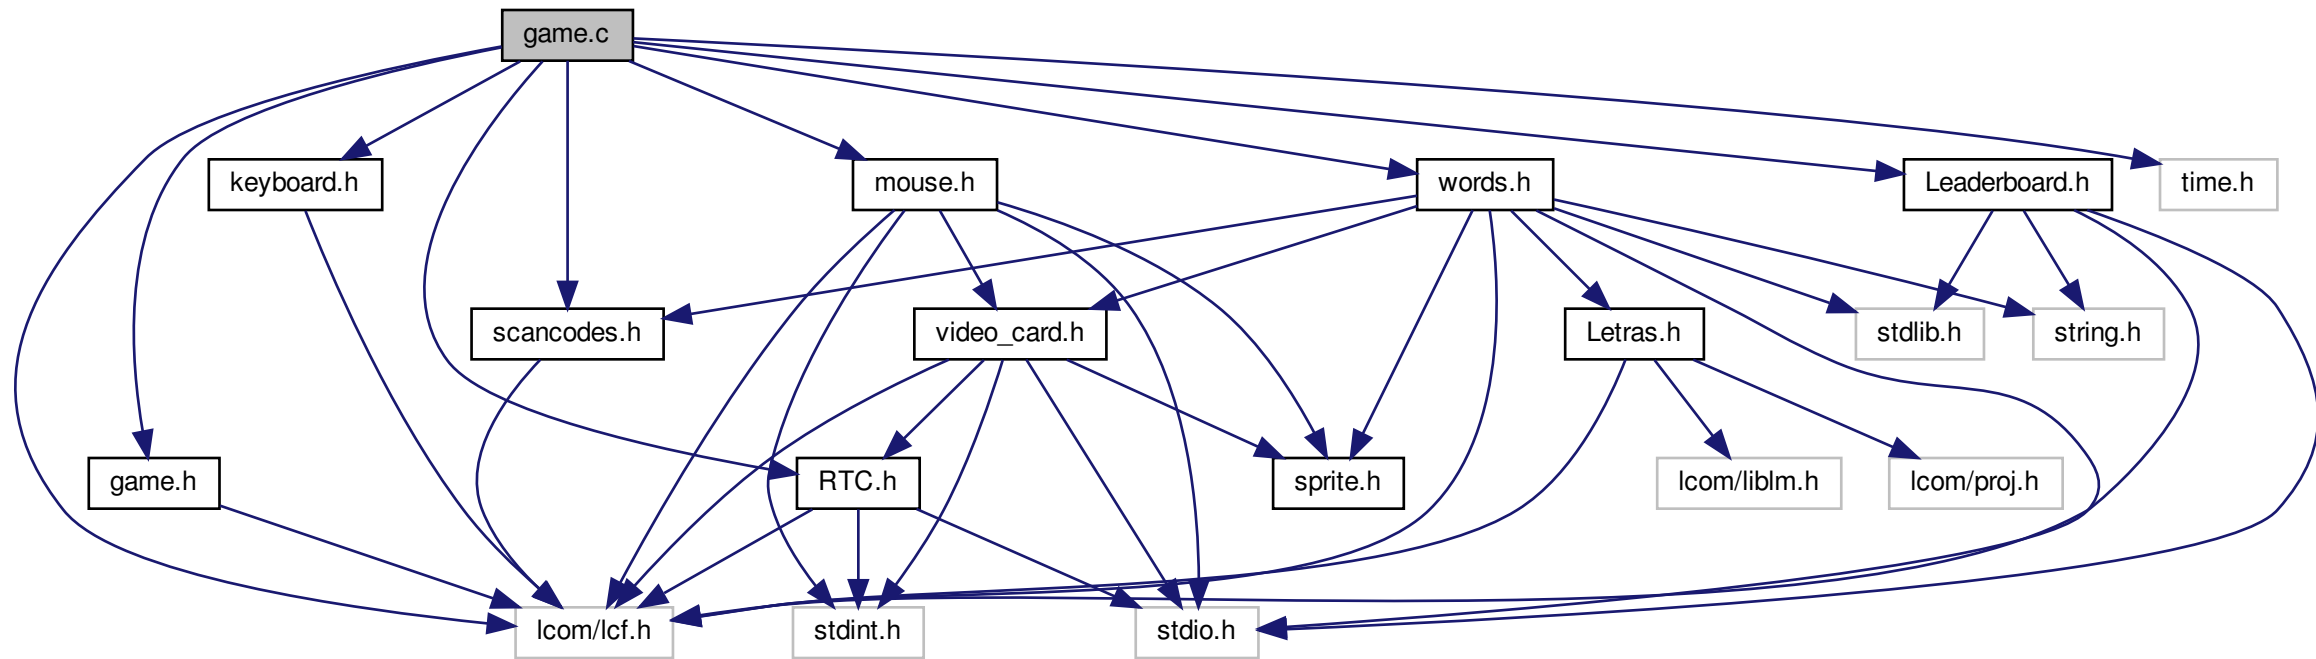 game.c
keyboard.h
mouse.h
words.h
Leaderboard.h
time.h
scancodes.h
video_card.h
Letras.h
stdlib.h
string.h
game.h
RTC.h
sprite.h
lcom/liblm.h
lcom/proj.h
lcom/lcf.h
stdint.h
stdio.h